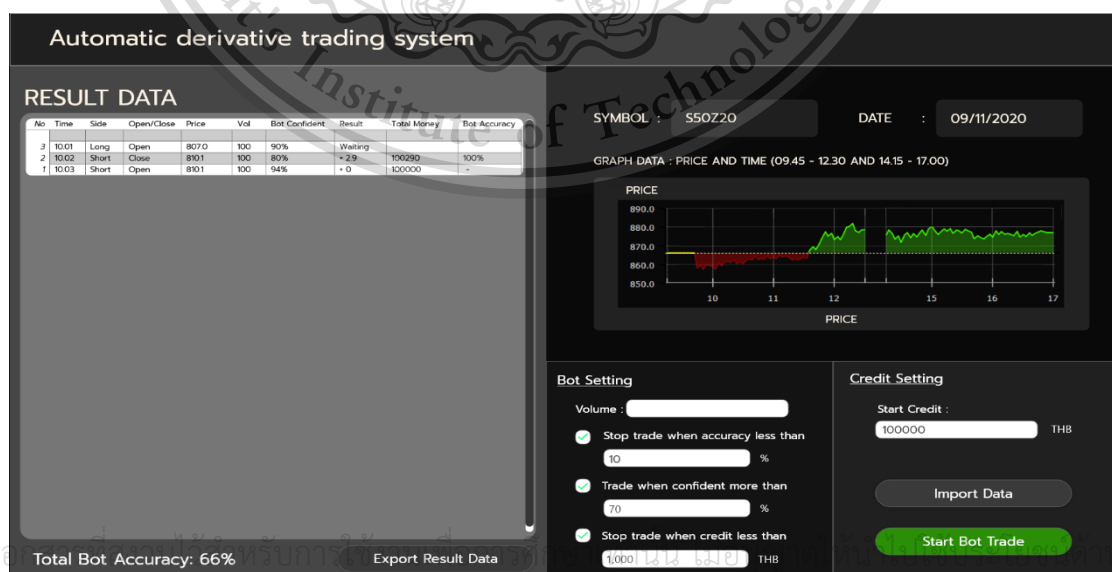 Automatic derivative trading system
's Institute of Technolog
RESULT DATA
No Time Side Open/Close Price Vol Bot Confident Result Total Money Bot Accuracy
3 10.01 Long Open 807.0 100 90% Waiting
2 10.02 Short Close 810.1 100 80% + 2.9 100290 100%
1 10.03 Short Open 810.1 100 94% + 0 100000 -
Total Bot Accuracy: 66%
Export Result Data
SYMBOL : S50Z20
DATE : 09/11/2020
GRAPH DATA : PRICE AND TIME (09.45 - 12.30 AND 14.15 - 17.00)
PRICE
890.0
880.0
870.0
860.0
850.0
10 11 12 15 16 17
PRICE
Bot Setting
Volume :
Stop trade when accuracy less than
10 %
Trade when confident more than
70 %
Stop trade when credit less than
1,000 THB
Credit Setting
Start Credit :
100000 THB
Import Data
Start Bot Trade